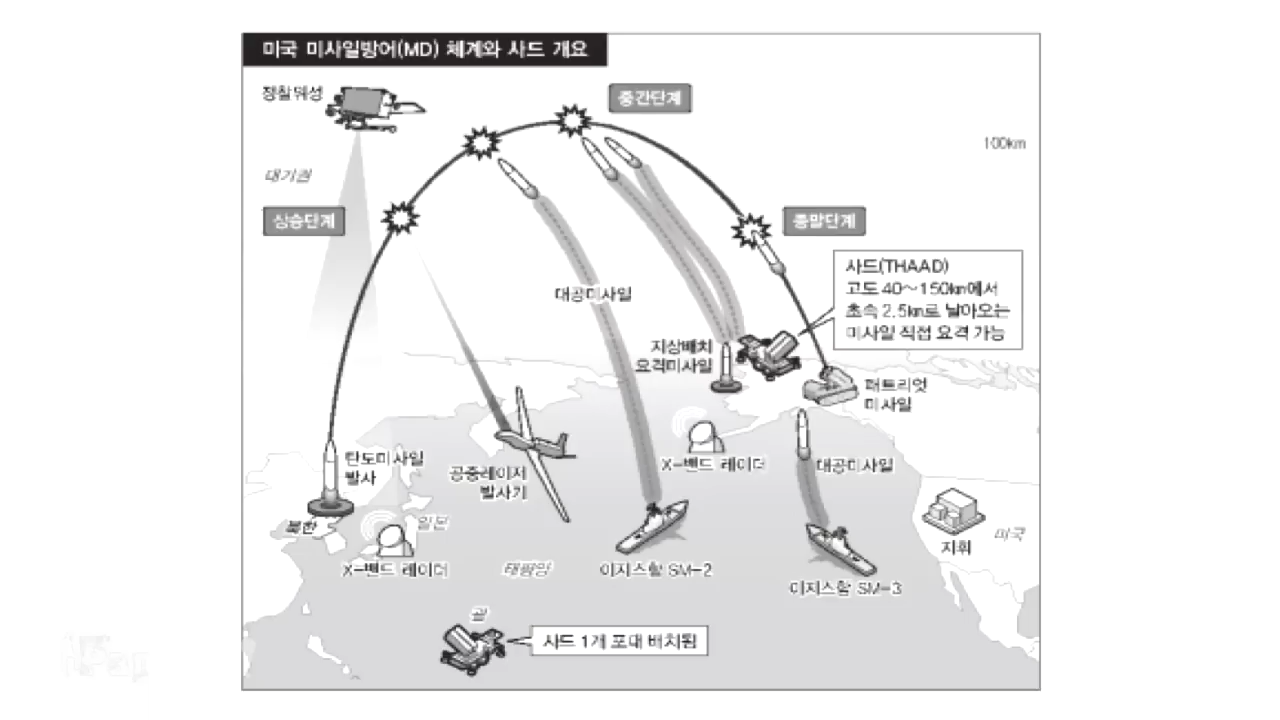 미국 미사일방어(MD) 체계와 사드 개요
정찰위성
중간단계
100km
대기권
상승단계
종말단계
사드(THAAD)
고도 40~150㎞에서
초속 2.5㎞로 날아오는
미사일 직접 요격 가능
대공미사일
지상배치
요격미사일
패트리엇
미사일
탄도미사일
발사
공중레이저
발사기
X-밴드 레이더
대공미사일
북한
일본
X-밴드 레이더
태평양
이지스함 SM-2
이지스함 SM-3
지휘
미국
괌
사드 1개 포대 배치됨